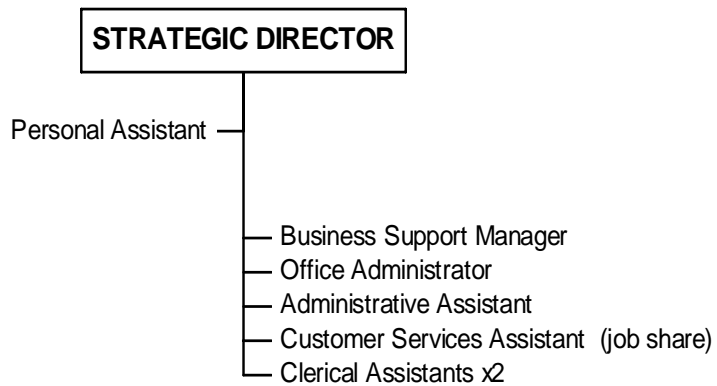 STRATEGIC DIRECTOR
Personal Assistant
Business Support Manager
Office Administrator
Administrative Assistant
Customer Services Assistant (job share)
Clerical Assistants x2